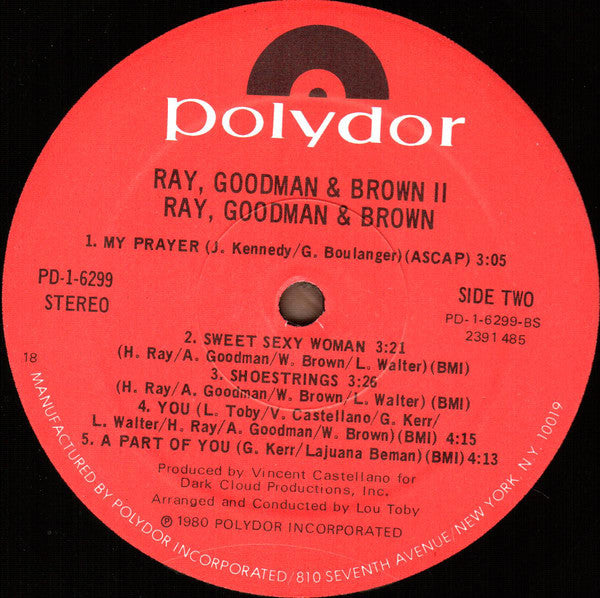 polydor
RAY, GOODMAN & BROWN II
RAY, GOODMAN & BROWN
1. MY PRAYER (J. Kennedy/G. Boulanger)(ASCAP) 3:05
PD-1-6299
STEREO
SIDE TWO
PD-1-6299-BS
2391 485
2. SWEET SEXY WOMAN 3:21
(H. Ray/A. Goodman/W. Brown/L. Walter)(BMI)
3. SHOESTRINGS 3:26
(H. Ray/A. Goodman/W. Brown/L. Walter)(BMI)
4. YOU (L. Toby/V. Castellano/G. Kerr/
L. Walter/H. Ray/A. Goodman/W. Brown)(BMI) 4:15
5. A PART OF YOU (G. Kerr/Lajuana Beman)(BMI)4:13
Produced by Vincent Castellano for
Dark Cloud Productions, Inc.
Arranged and Conducted by Lou Toby
℗ 1980 POLYDOR INCORPORATED
18
MANUFACTURED BY POLYDOR INCORPORATED/810 SEVENTH AVENUE/NEW YORK, N.Y. 10019